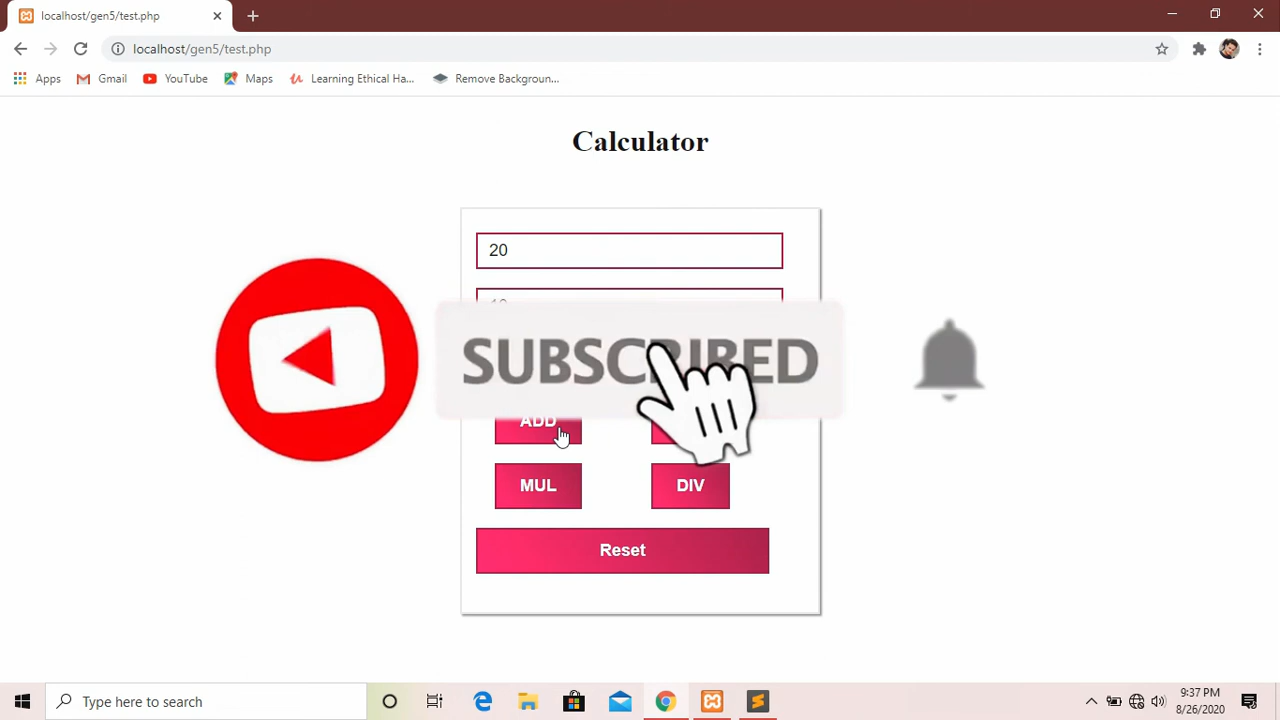 localhost/gen5/test.php
localhost/gen5/test.php
Apps Gmail YouTube Maps Learning Ethical Ha... Remove Backgroun...
Calculator
20
SUBSCRIBED
ADD
MUL DIV
Reset
Type here to search
9:37 PM
8/26/2020